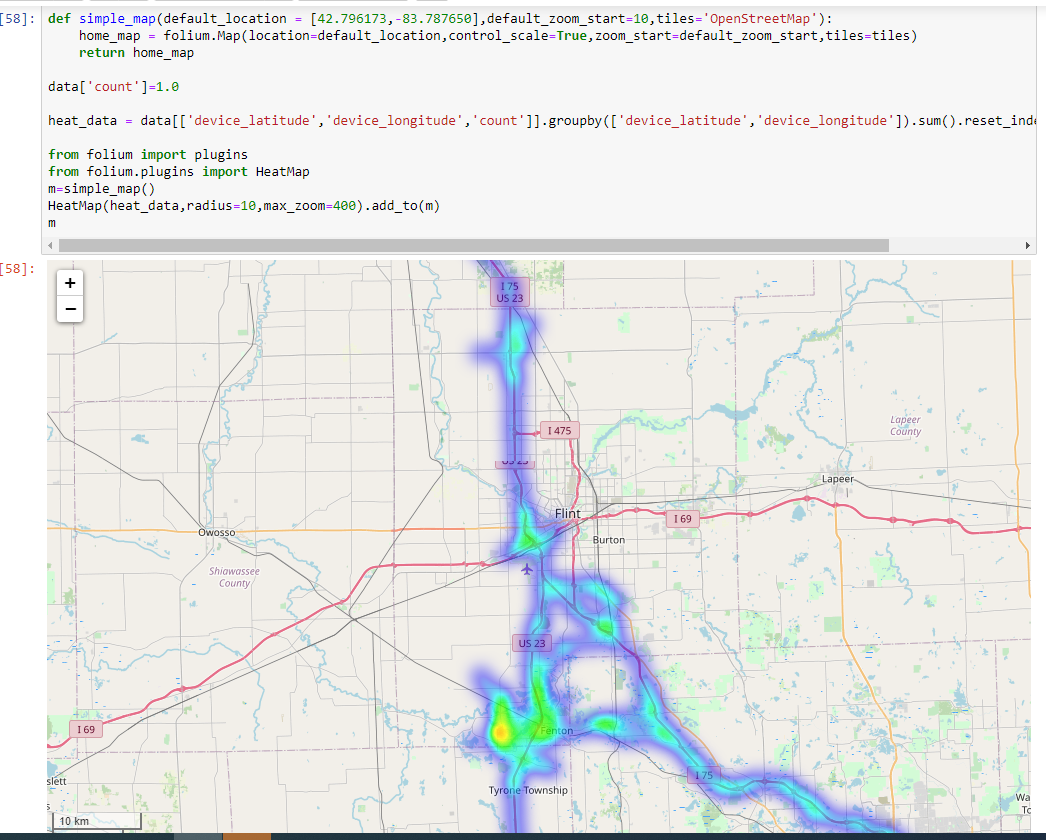 [58]:
def simple_map(default_location = [42.796173,-83.787650],default_zoom_start=10,tiles='OpenStreetMap'):
home_map = folium.Map(location=default_location,control_scale=True,zoom_start=default_zoom_start,tiles=tiles)
return home_map
data['count']=1.0
heat_data = data[['device_latitude','device_longitude','count']].groupby(['device_latitude','device_longitude']).sum().reset_inde
from folium import plugins
from folium.plugins import HeatMap
m=simple_map()
HeatMap(heat_data,radius=10,max_zoom=400).add_to(m)
m
[58]:
+
−
I 75
US 23
I 475
US 23
Lapeer
County
Lapeer
Flint
I 69
Owosso
Burton
Shiawassee
County
US 23
I 69
Fenton
I 75
slett
Tyrone Township
Wa
To
10 km